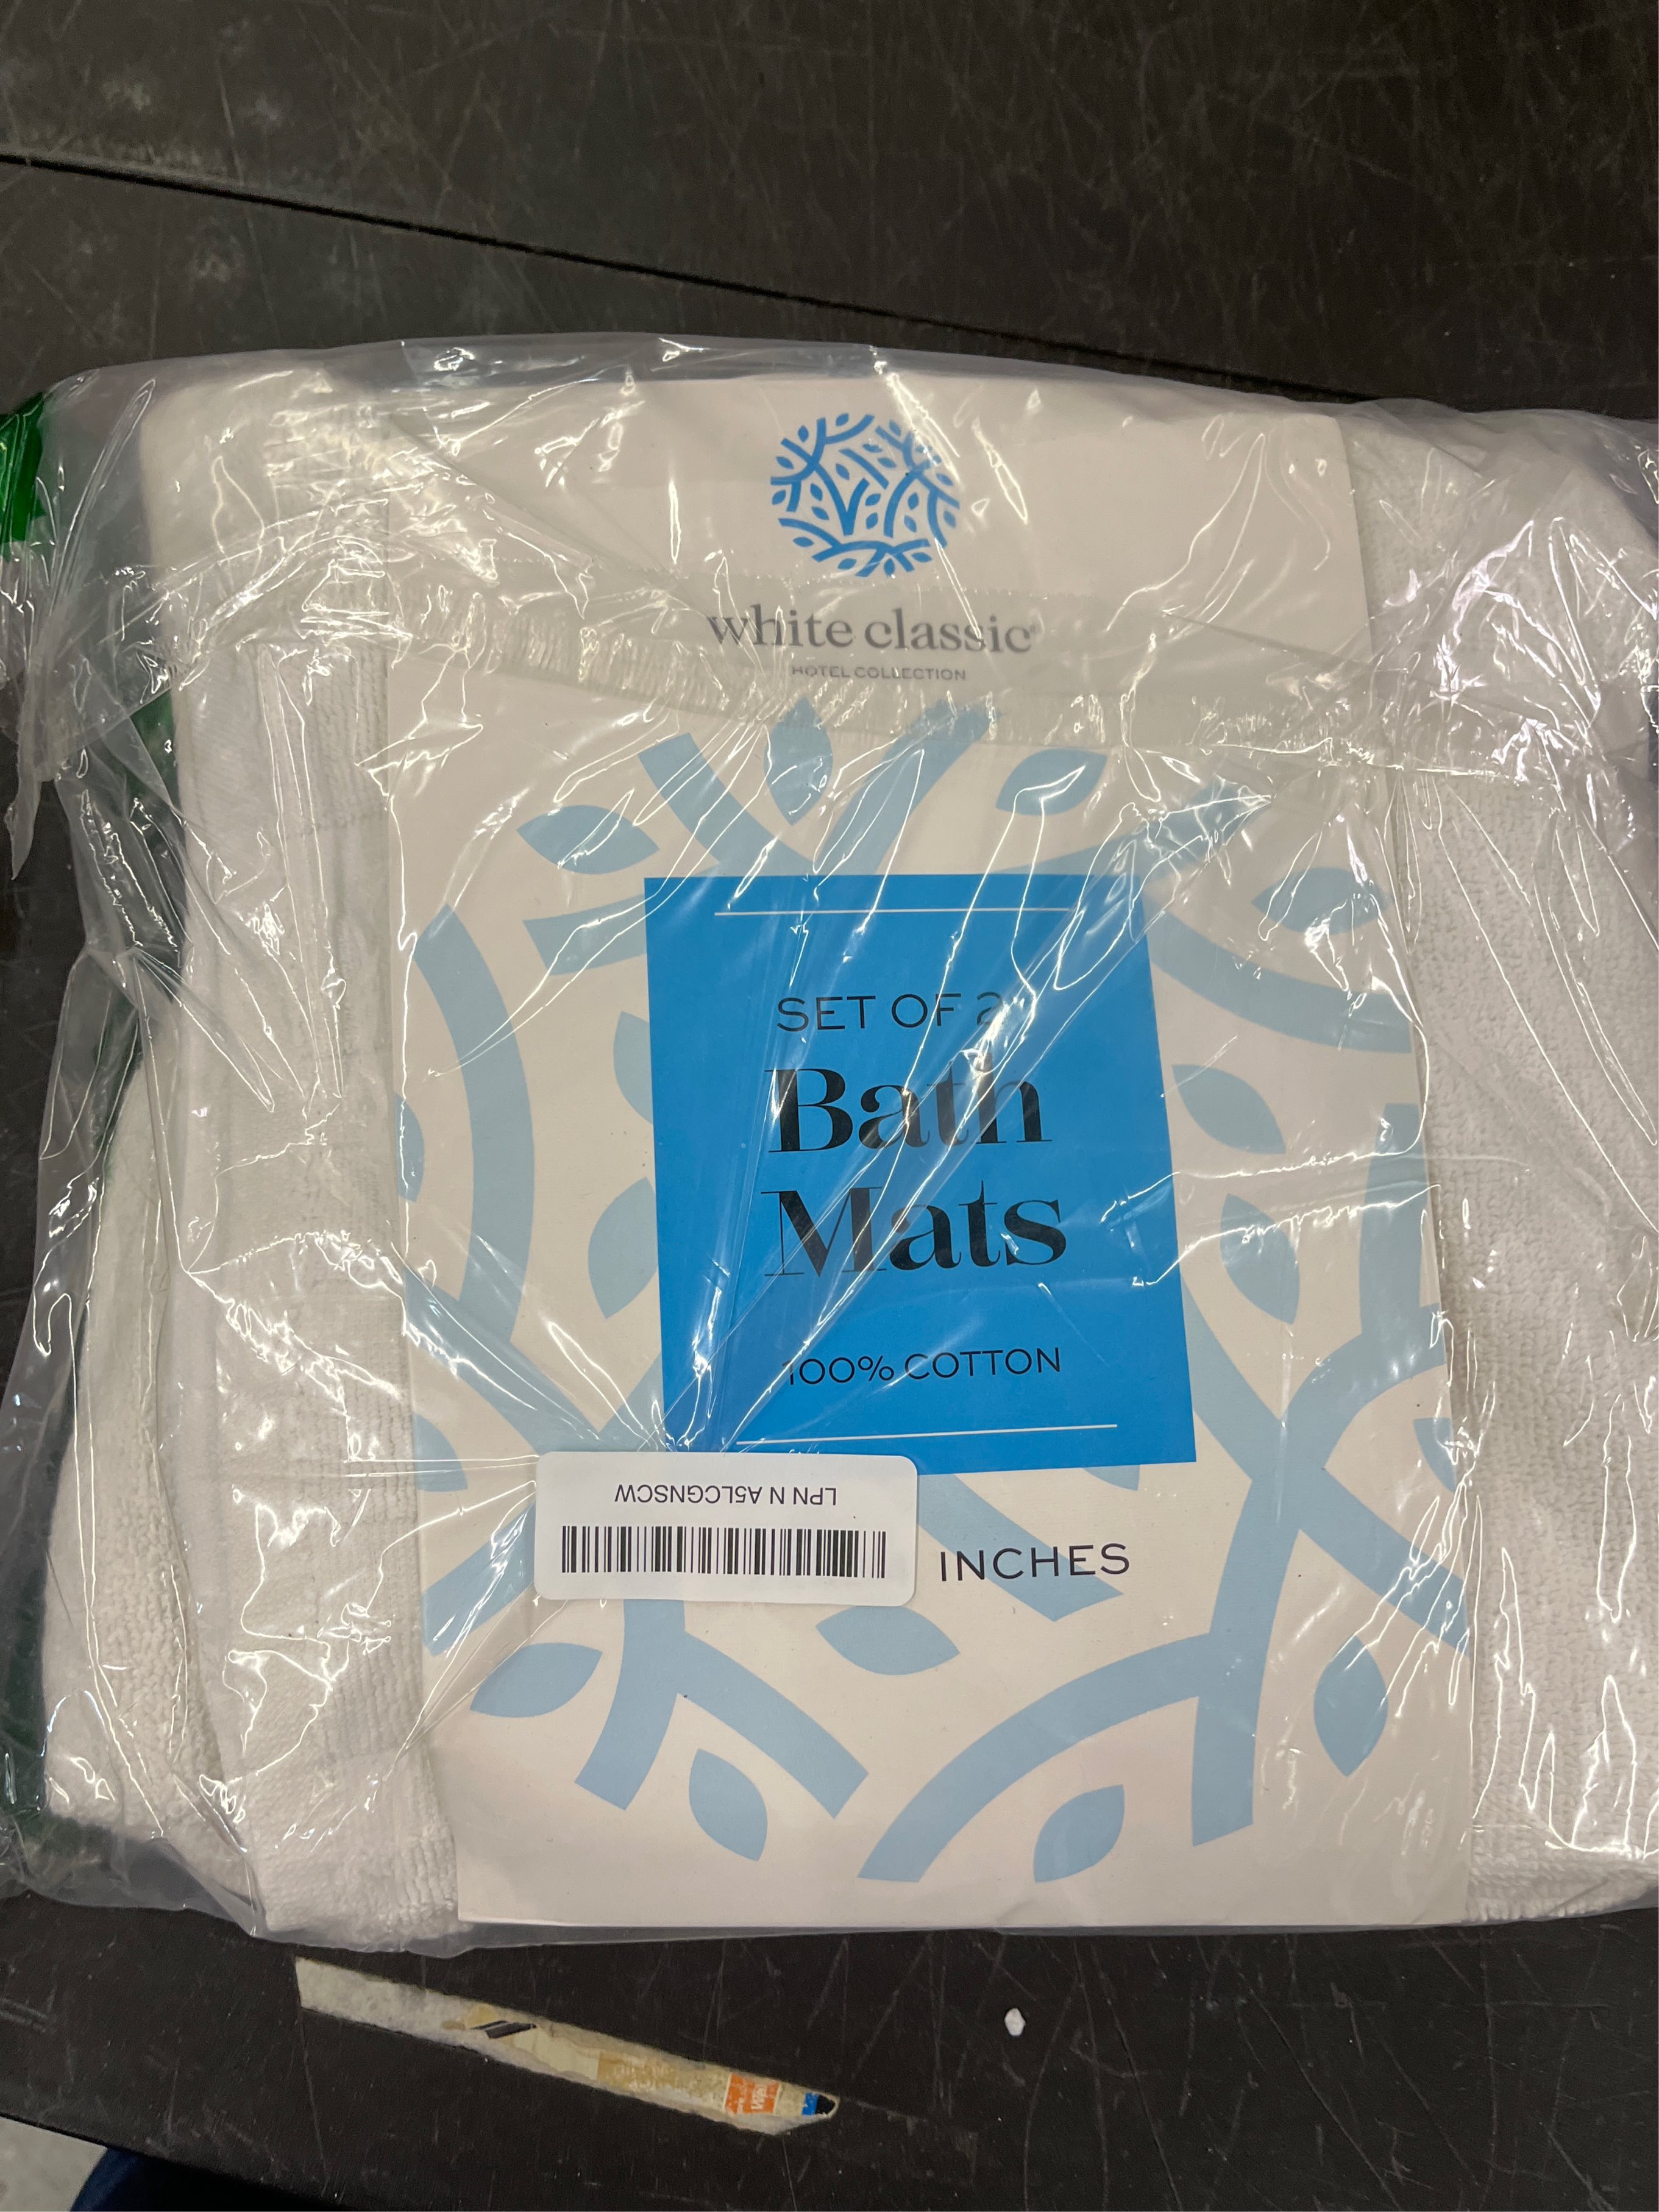 white classic®
HOTEL COLLECTION
SET OF 2
Bath
Mats
100% COTTON
LPN N A5LCGNSCW
INCHES